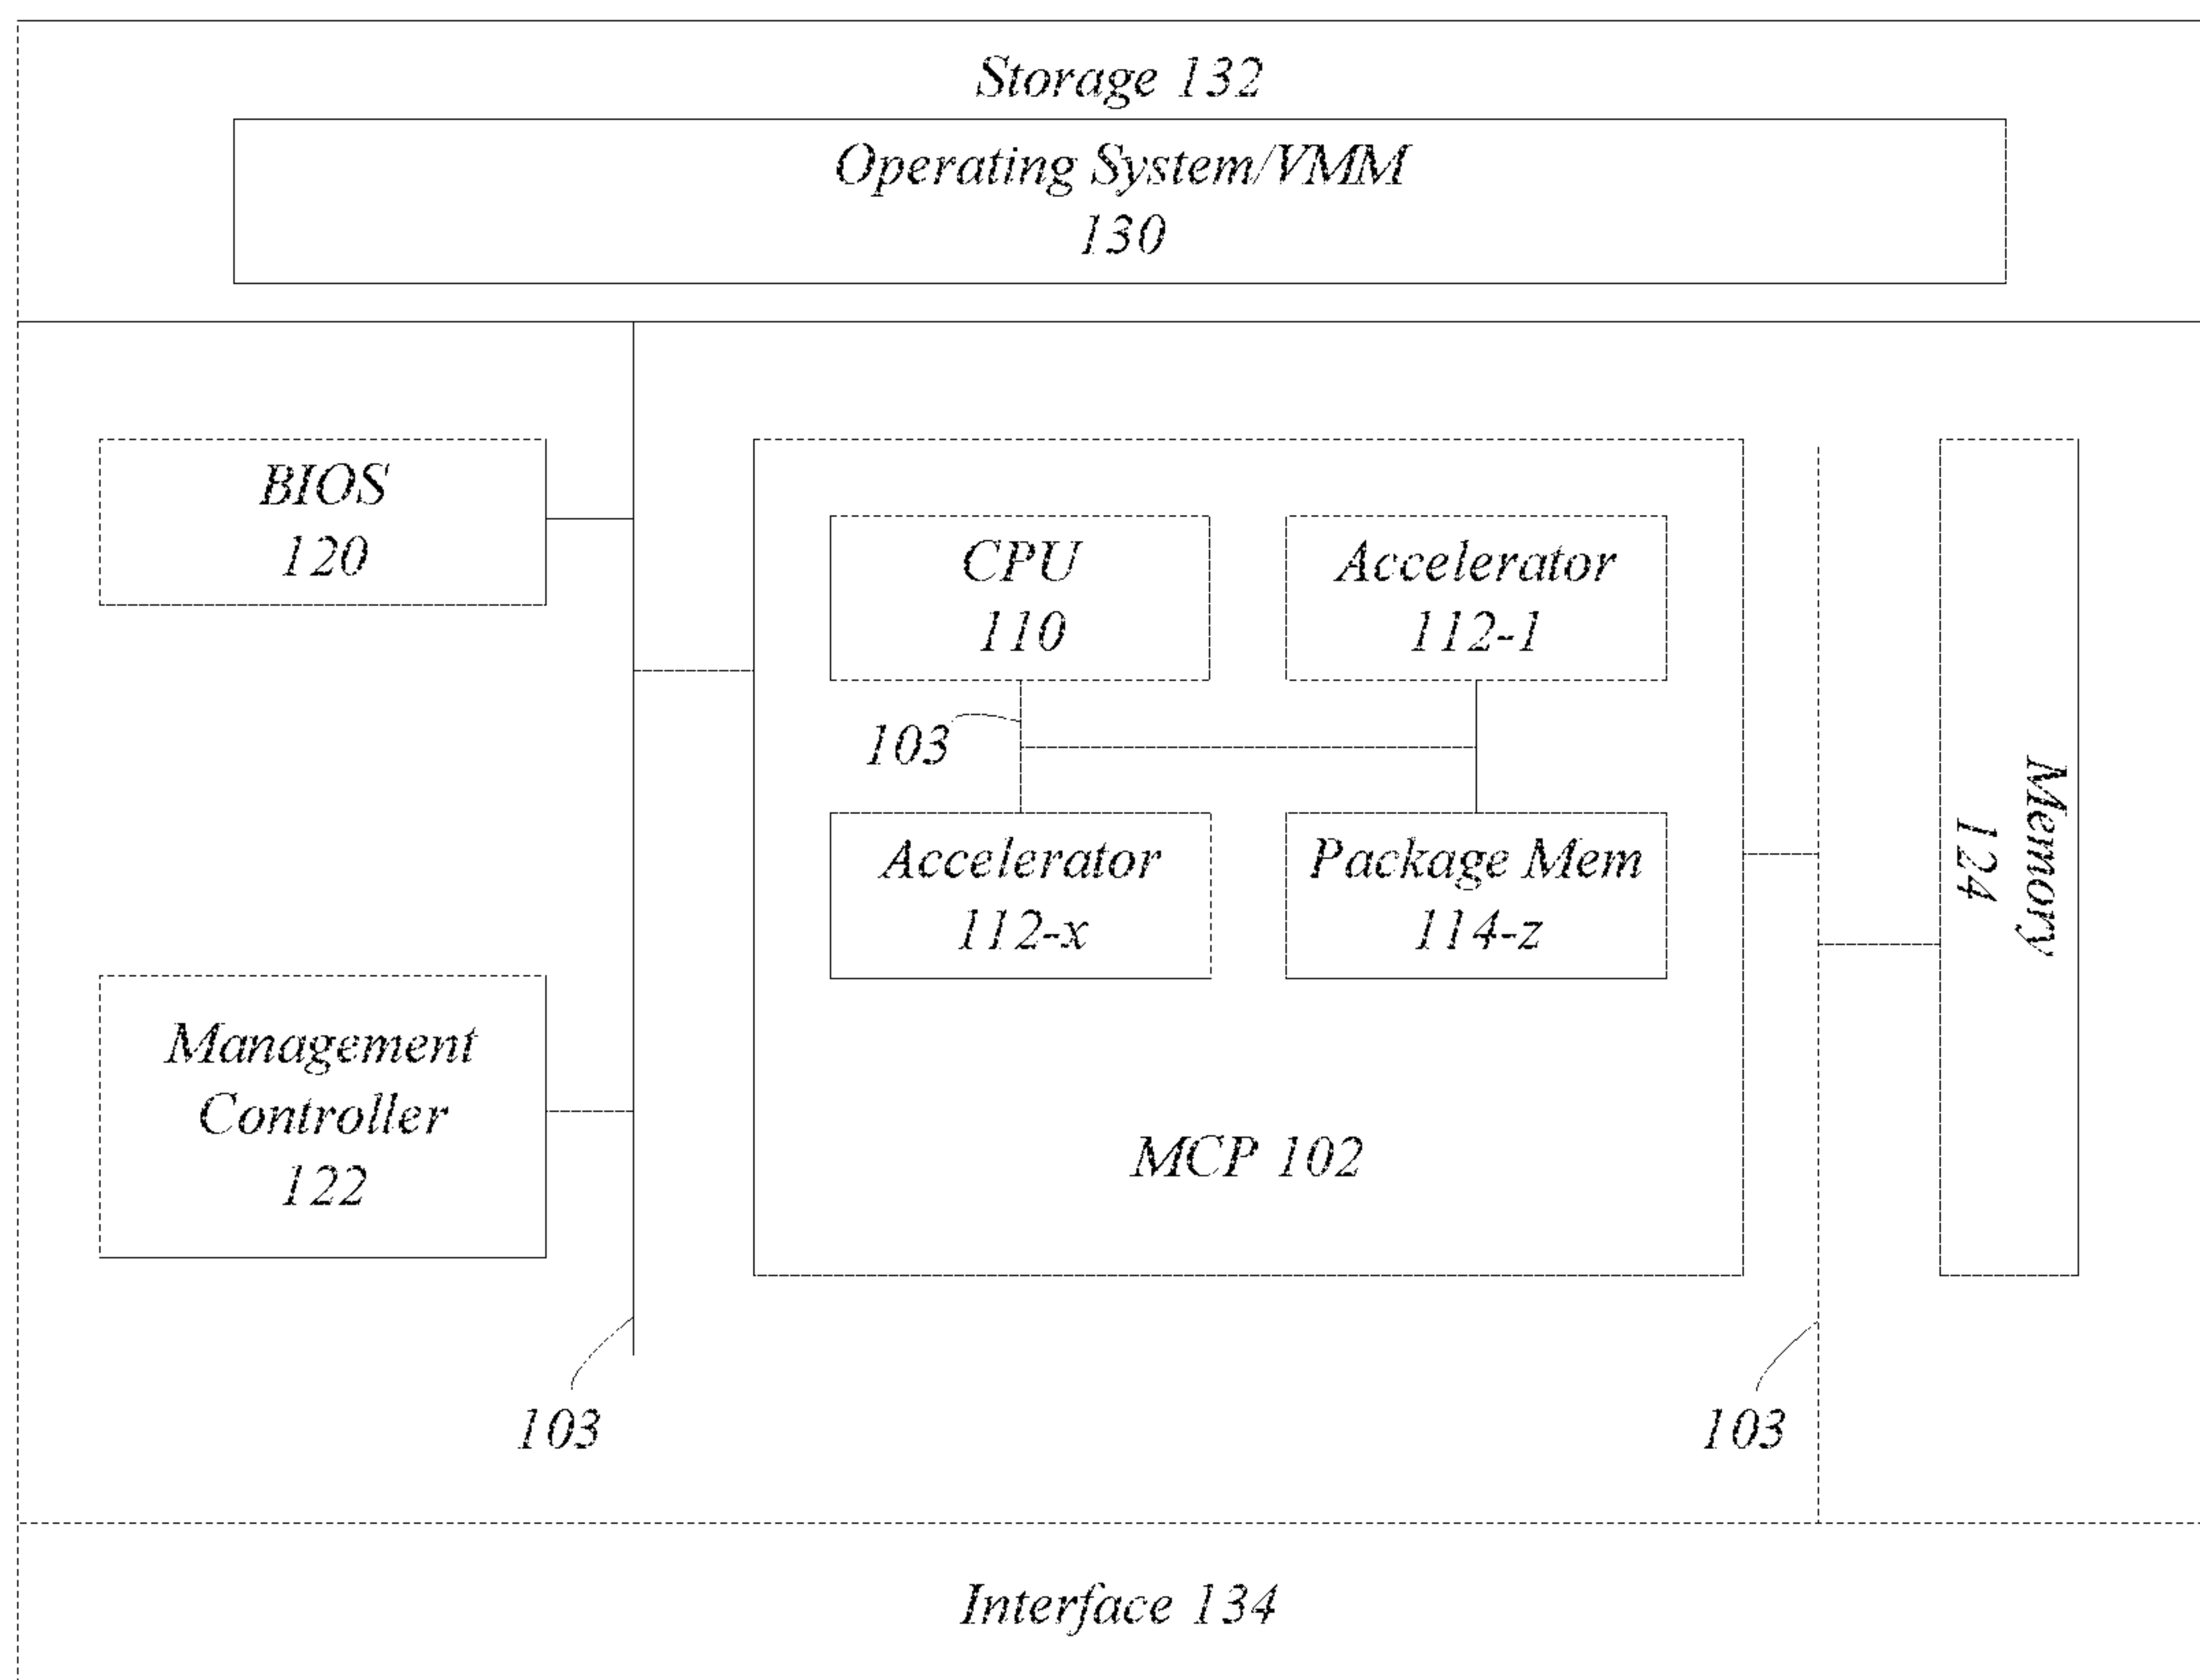 Storage 132
Operating System/VMM
130
BIOS
120
CPU
110
Accelerator
112-1
103
Accelerator
112-x
Package Mem
114-z
MCP 102
Management
Controller
122
Memory
124
103
103
Interface 134